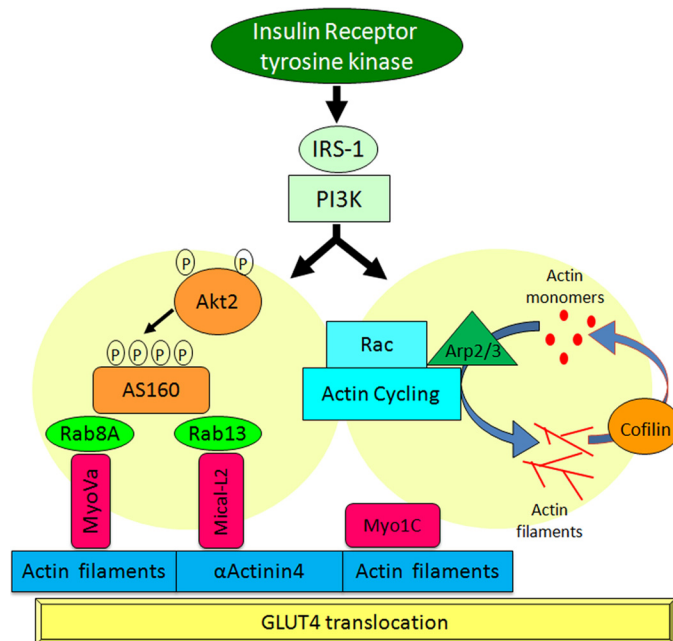 Insulin Receptor
tyrosine kinase
IRS-1
PI3K
P P
Akt2
P P P P
AS160
Rab8A
Rab13
MyoVa
Mical-L2
Rac
Arp2/3
Actin Cycling
Actin
monomers
Cofilin
Actin
filaments
Myo1C
Actin filaments
αActinin4
Actin filaments
GLUT4 translocation